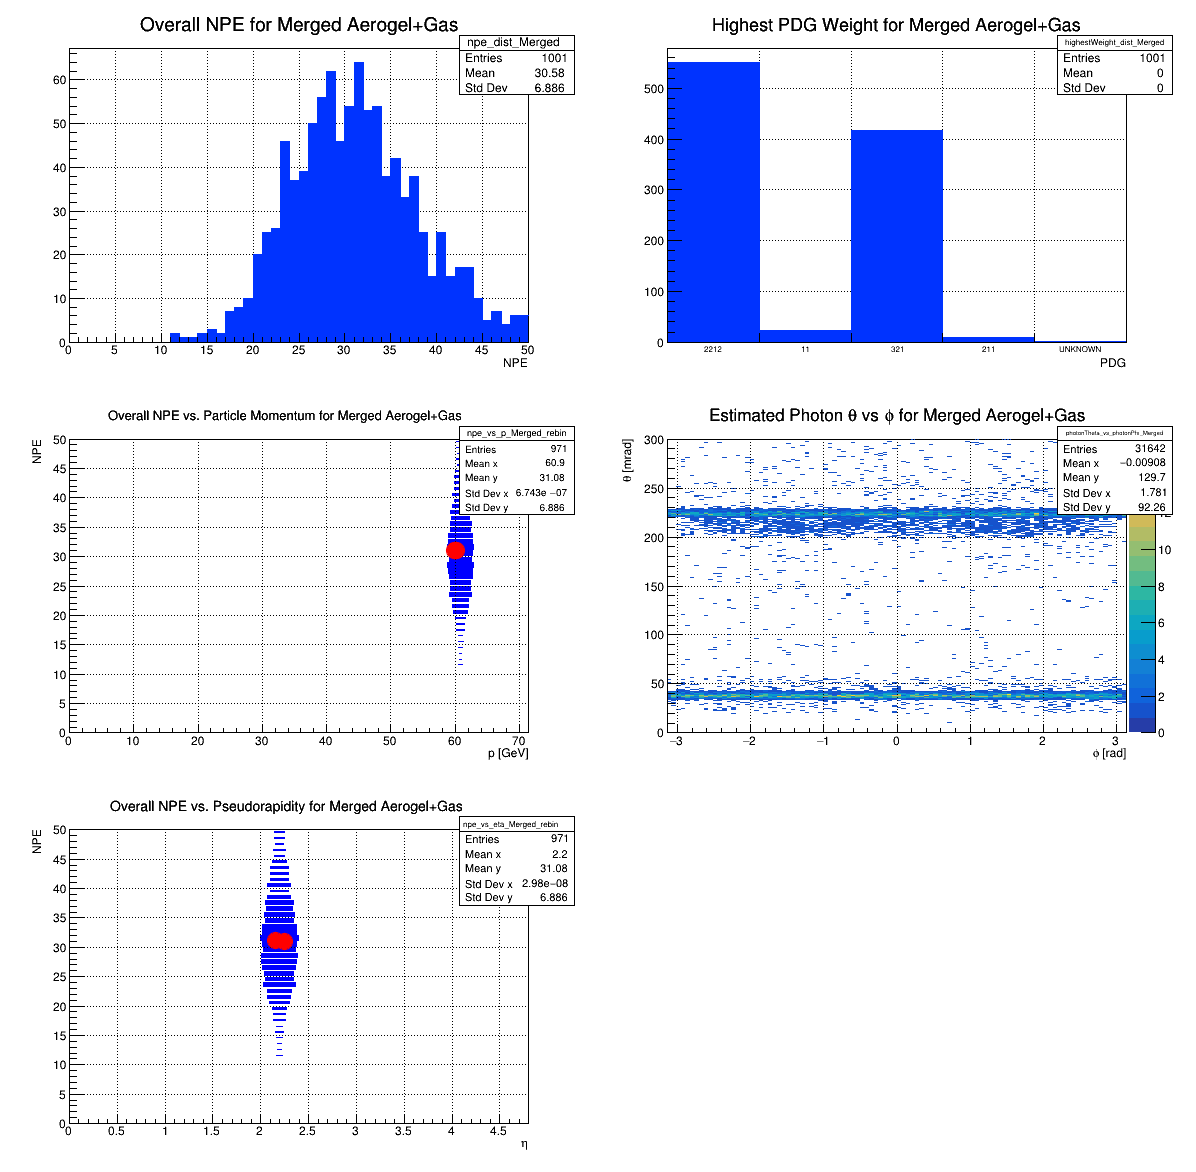 Overall NPE for Merged Aerogel+Gas
npe_dist_Merged
Entries 1001
Mean 30.58
Std Dev 6.886
60
50
40
30
20
10
0
0 5 10 15 20 25 30 35 40 45 50
NPE
Highest PDG Weight for Merged Aerogel+Gas
highestWeight_dist_Merged
Entries 1001
Mean 0
Std Dev 0
500
400
300
200
100
0
2212 11 321 211 UNKNOWN
PDG
Overall NPE vs. Particle Momentum for Merged Aerogel+Gas
NPE
npe_vs_p_Merged_rebin
Entries 971
Mean x 60.9
Mean y 31.08
Std Dev x 6.743e −07
Std Dev y 6.886
50
45
40
35
30
25
20
15
10
5
0
0 10 20 30 40 50 60 70
p [GeV]
Estimated Photon θ vs ϕ for Merged Aerogel+Gas
θ [mrad]
photonTheta_vs_photonPhi_Merged
Entries 31642
Mean x −0.00908
Mean y 129.7
Std Dev x 1.781
Std Dev y 92.26
300
250
200
150
100
50
0
−3 −2 −1 0 1 2 3
ϕ [rad]
12
10
8
6
4
2
0
Overall NPE vs. Pseudorapidity for Merged Aerogel+Gas
NPE
npe_vs_eta_Merged_rebin
Entries 971
Mean x 2.2
Mean y 31.08
Std Dev x 2.98e−08
Std Dev y 6.886
50
45
40
35
30
25
20
15
10
5
0
0 0.5 1 1.5 2 2.5 3 3.5 4 4.5
η